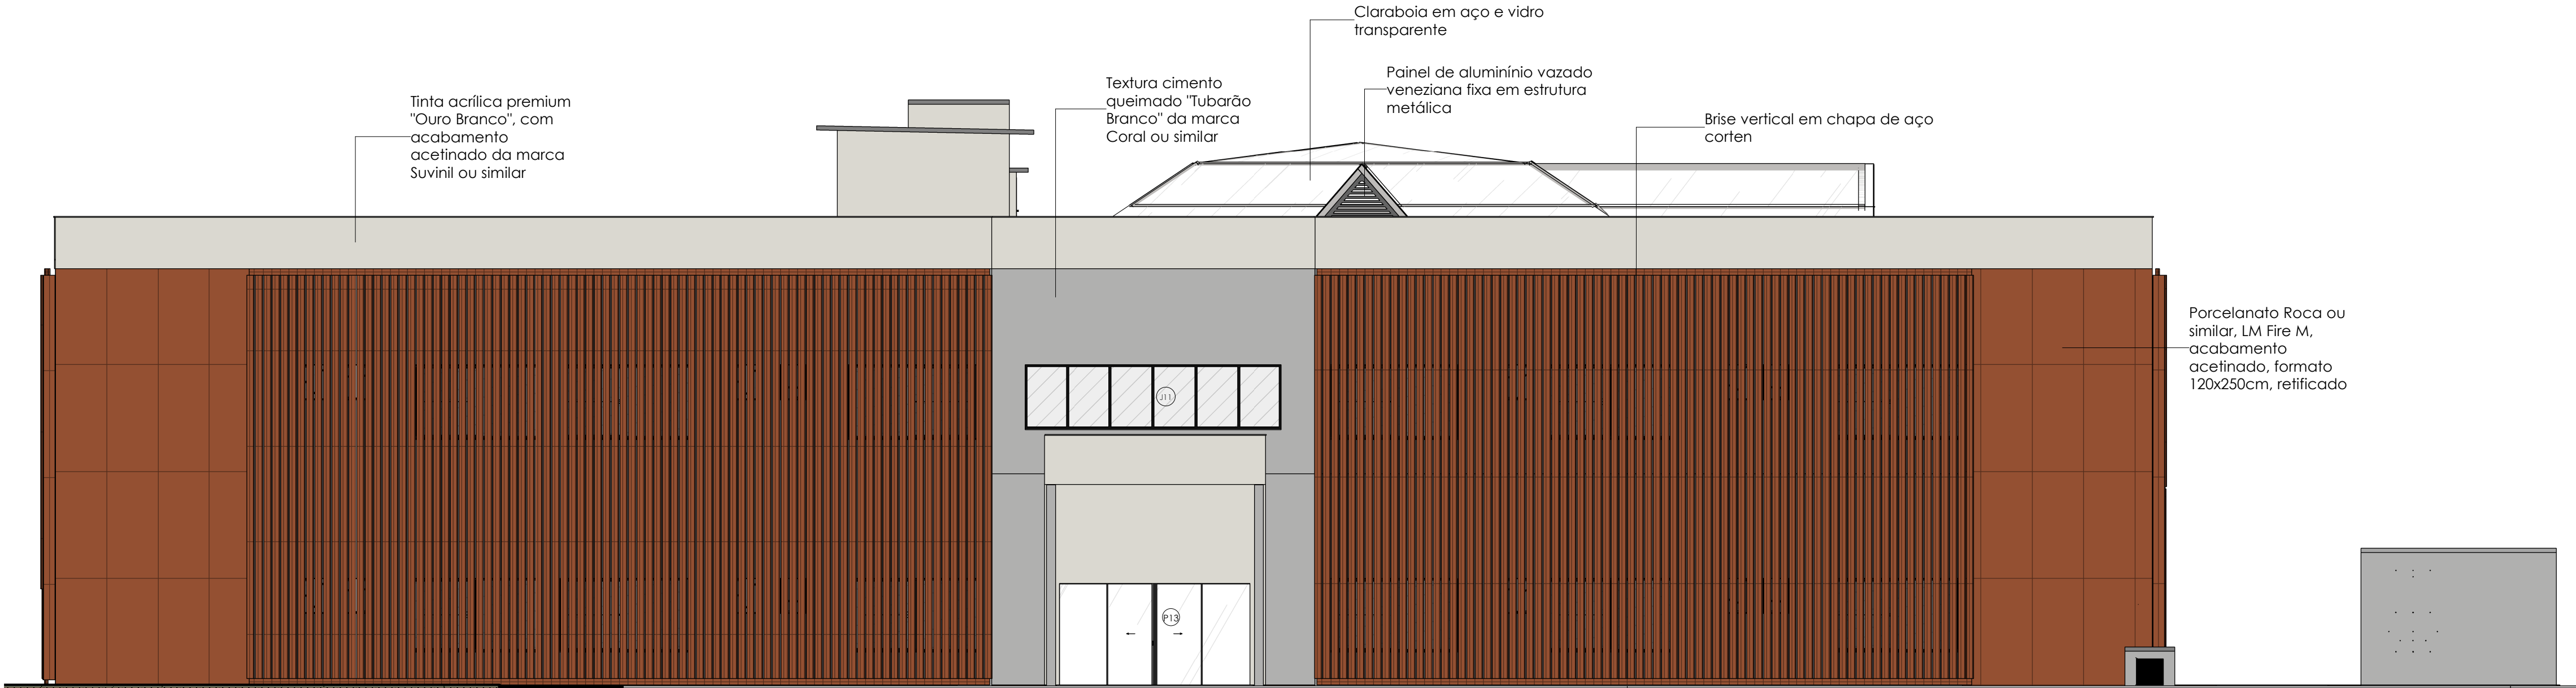 Claraboia em aço e vidro
transparente
Painel de aluminínio vazado
veneziana fixa em estrutura
metálica
Textura cimento
queimado "Tubarão
Branco" da marca
Coral ou similar
Tinta acrílica premium
"Ouro Branco", com
acabamento
acetinado da marca
Suvinil ou similar
Brise vertical em chapa de aço
corten
Porcelanato Roca ou
similar, LM Fire M,
acabamento
acetinado, formato
120x250cm, retificado
J11
P13